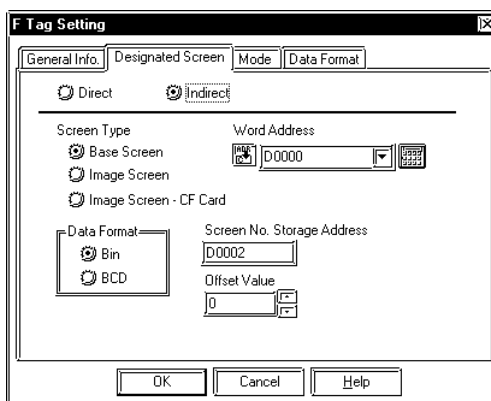 F Tag Setting
General Info. Designated Screen Mode Data Format
Direct Indirect
Screen Type Word Address
Base Screen D0000
Image Screen
Image Screen - CF Card
Data Format Screen No. Storage Address
Bin D0002
BCD Offset Value
0
OK Cancel Help